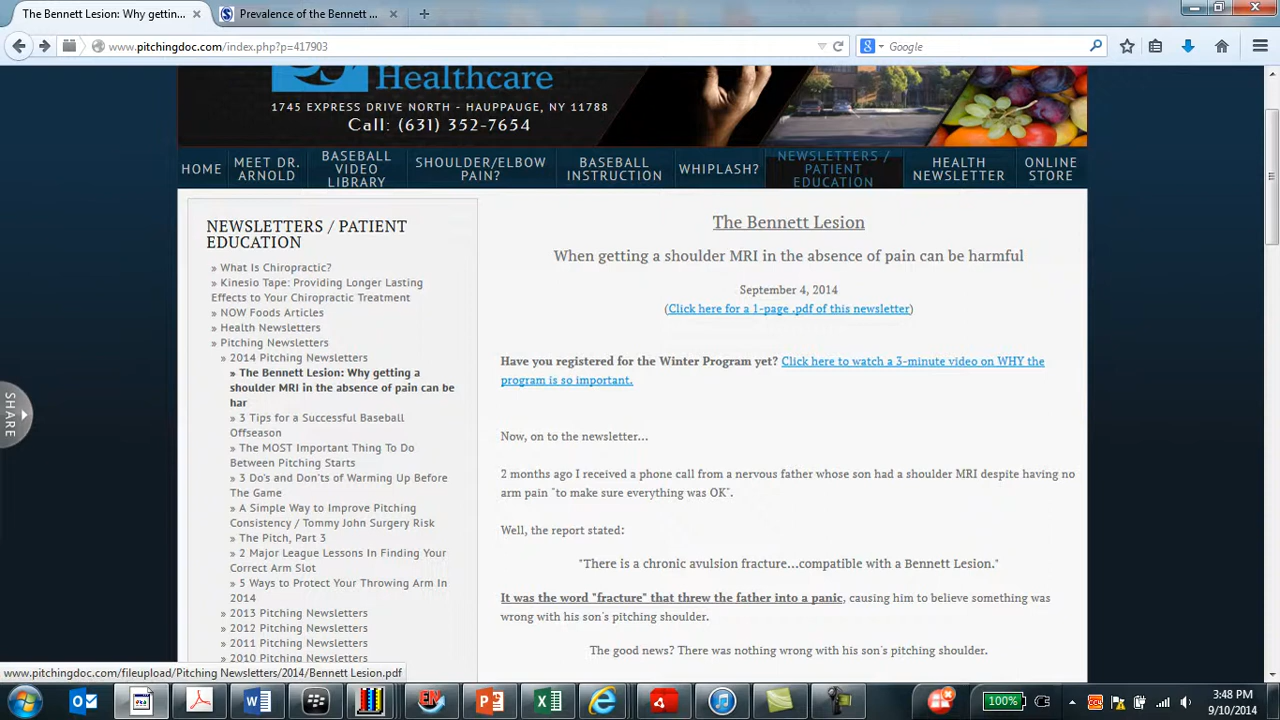 The Bennett Lesion: Why gettin...
Prevalence of the Bennett ...
www.pitchingdoc.com/index.php?p=417903
Google
Healthcare
1745 EXPRESS DRIVE NORTH - HAUPPAUGE, NY 11788
Call: (631) 352-7654
HOME
MEET DR.
ARNOLD
BASEBALL
VIDEO
LIBRARY
SHOULDER/ELBOW
PAIN?
BASEBALL
INSTRUCTION
WHIPLASH?
NEWSLETTERS /
PATIENT
EDUCATION
HEALTH
NEWSLETTER
ONLINE
STORE
NEWSLETTERS / PATIENT
EDUCATION
» What Is Chiropractic?
» Kinesio Tape: Providing Longer Lasting
Effects to Your Chiropractic Treatment
» NOW Foods Articles
» Health Newsletters
» Pitching Newsletters
» 2014 Pitching Newsletters
» The Bennett Lesion: Why getting a
shoulder MRI in the absence of pain can be
har
» 3 Tips for a Successful Baseball
Offseason
» The MOST Important Thing To Do
Between Pitching Starts
» 3 Do's and Don'ts of Warming Up Before
The Game
» A Simple Way to Improve Pitching
Consistency / Tommy John Surgery Risk
» The Pitch, Part 3
» 2 Major League Lessons In Finding Your
Correct Arm Slot
» 5 Ways to Protect Your Throwing Arm In
2014
» 2013 Pitching Newsletters
» 2012 Pitching Newsletters
» 2011 Pitching Newsletters
» 2010 Pitching Newsletters
The Bennett Lesion
When getting a shoulder MRI in the absence of pain can be harmful
September 4, 2014
(Click here for a 1-page .pdf of this newsletter)
Have you registered for the Winter Program yet? Click here to watch a 3-minute video on WHY the
program is so important.
Now, on to the newsletter...
2 months ago I received a phone call from a nervous father whose son had a shoulder MRI despite having no
arm pain "to make sure everything was OK".
Well, the report stated:
"There is a chronic avulsion fracture...compatible with a Bennett Lesion."
It was the word "fracture" that threw the father into a panic, causing him to believe something was
wrong with his son's pitching shoulder.
The good news? There was nothing wrong with his son's pitching shoulder.
SHARE
www.pitchingdoc.com/fileupload/Pitching Newsletters/2014/Bennett Lesion.pdf
100%
3:48 PM
9/10/2014